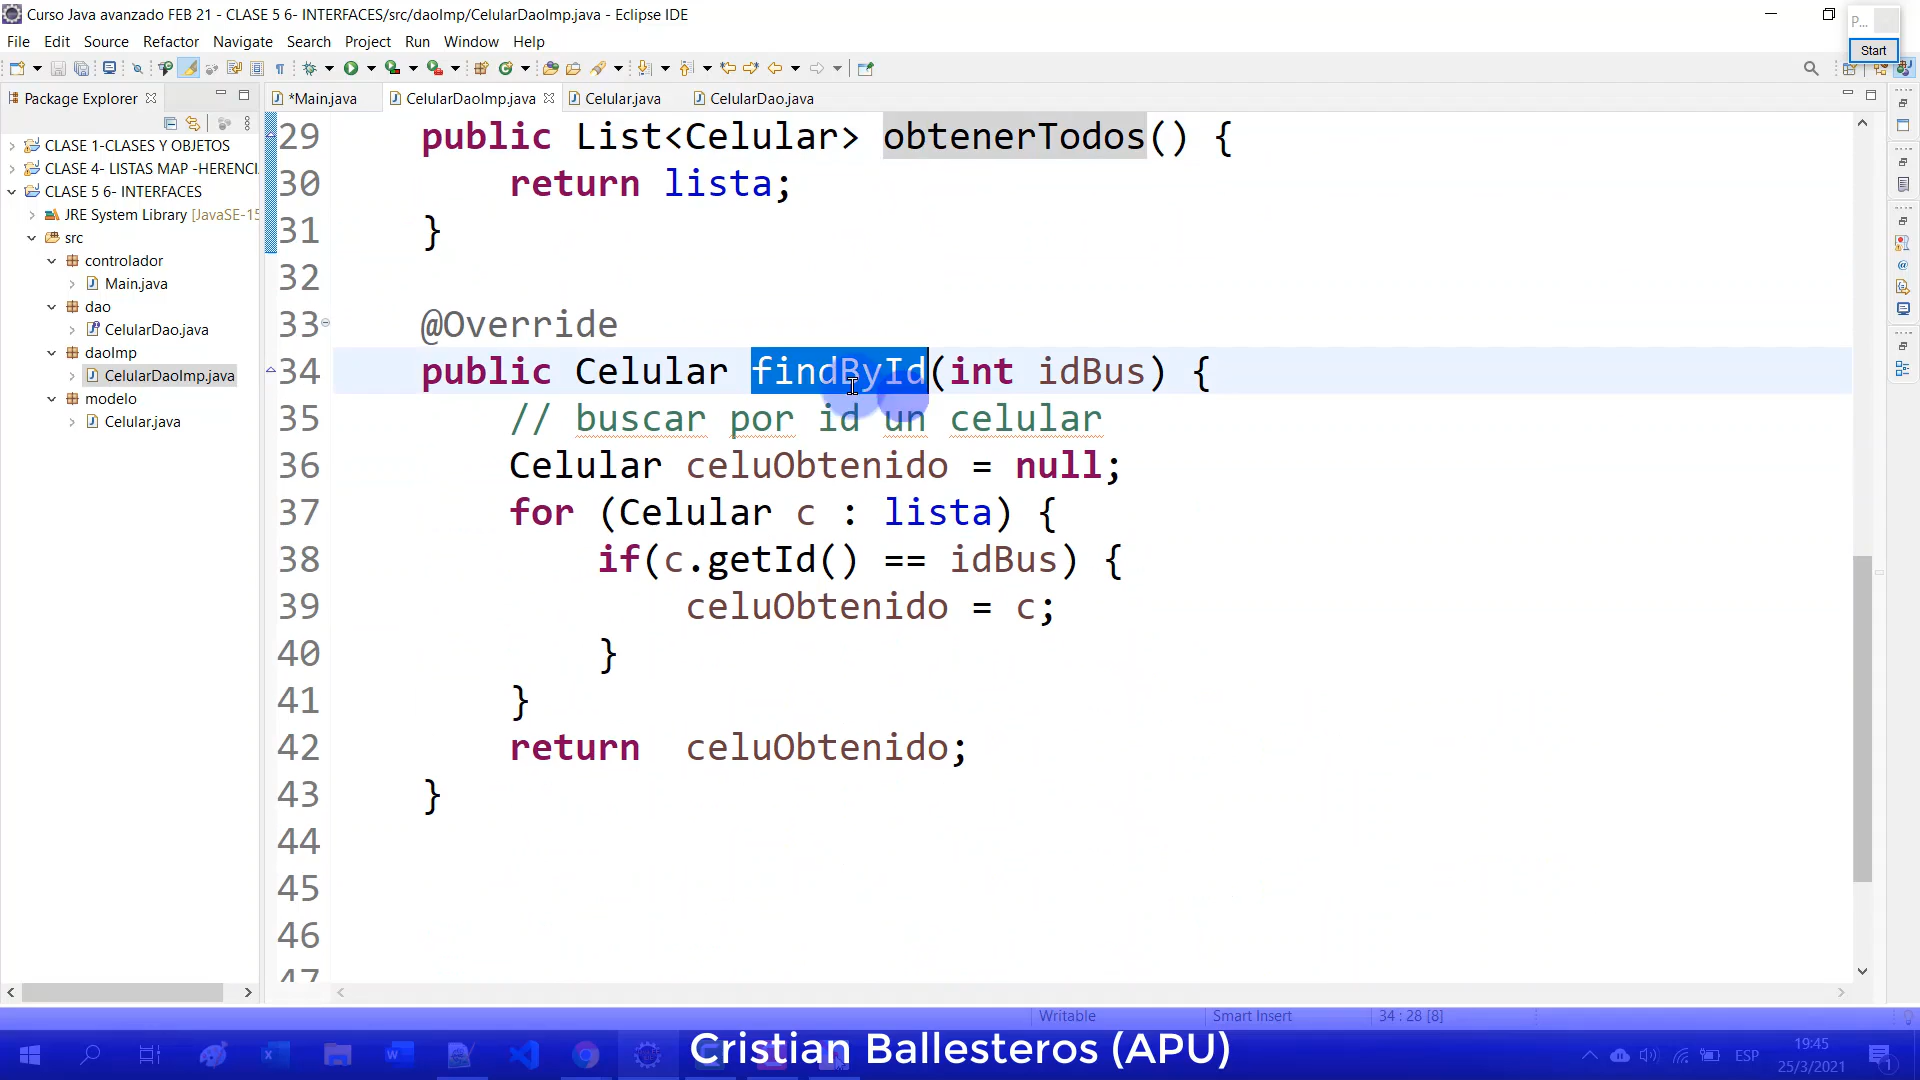 Curso Java avanzado FEB 21 - CLASE 5 6- INTERFACES/src/daoImp/CelularDaoImp.java - Eclipse IDE
P...
File Edit Source Refactor Navigate Search Project Run Window Help
Start
Package Explorer
*Main.java
CelularDaoImp.java
Celular.java
CelularDao.java
CLASE 1-CLASES Y OBJETOS
CLASE 4- LISTAS MAP -HERENCI
CLASE 5 6- INTERFACES
JRE System Library [JavaSE-15
src
controlador
Main.java
dao
CelularDao.java
daoImp
CelularDaoImp.java
modelo
Celular.java
29 public List<Celular> obtenerTodos() {
30 return lista;
31 }
32
33 @Override
34 public Celular findById(int idBus) {
35 // buscar por id un celular
36 Celular celuObtenido = null;
37 for (Celular c : lista) {
38 if(c.getId() == idBus) {
39 celuObtenido = c;
40 }
41 }
42 return  celuObtenido;
43 }
44
45
46
47
Writable
Smart Insert
34 : 28 [8]
Cristian Ballesteros (APU)
ESP
19:45
25/3/2021